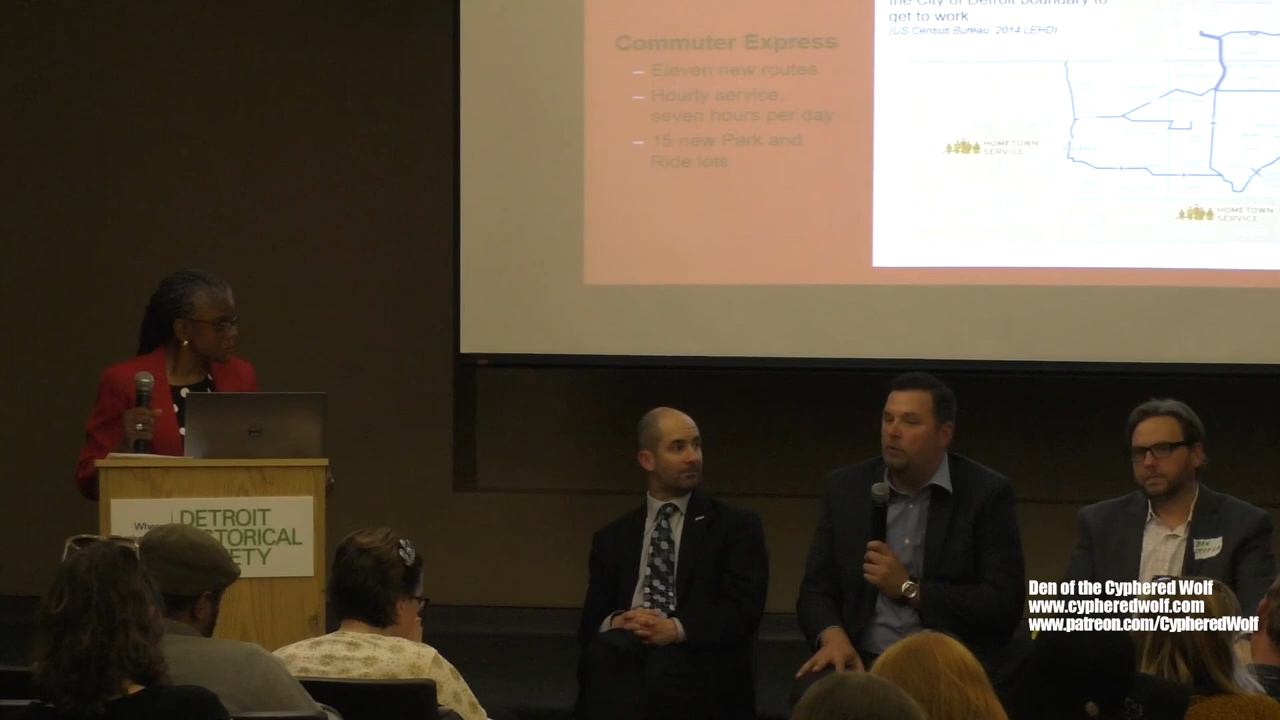 the City of Detroit boundary to
get to work
(US Census Bureau, 2014 LEHD)
Commuter Express
– Eleven new routes
– Hourly service,
seven hours per day
– 15 new Park and
Ride lots
HOMETOWN
SERVICE
HOMETOWN
SERVICE
DETROIT
Den of the Cyphered Wolf
www.cypheredwolf.com
www.patreon.com/CypheredWolf